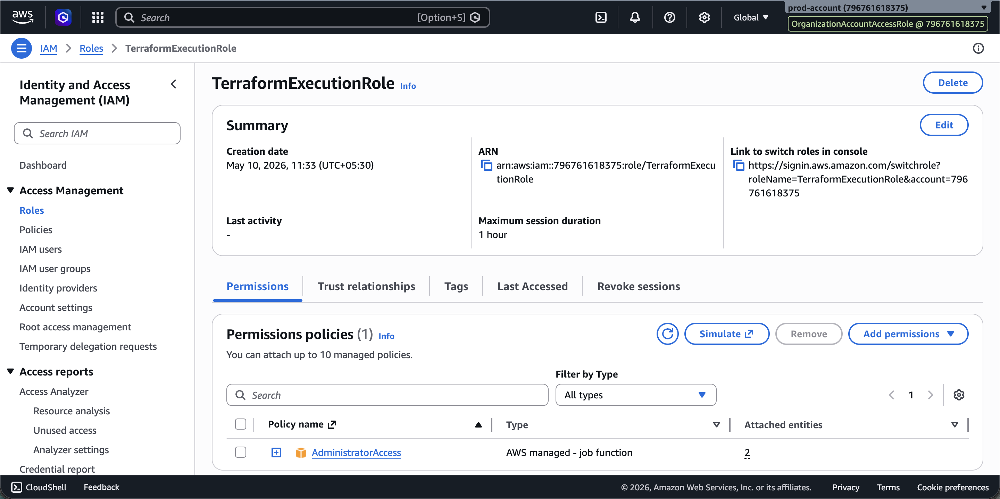 aws
Search
[Option+S]
Global
prod-account (796761618375)
OrganizationAccountAccessRole @ 796761618375
IAM
Roles
TerraformExecutionRole
Identity and Access
Management (IAM)
Search IAM
Dashboard
Access Management
Roles
Policies
IAM users
IAM user groups
Identity providers
Account settings
Root access management
Temporary delegation requests
Access reports
Access Analyzer
Resource analysis
Unused access
Analyzer settings
Credential report
TerraformExecutionRole Info
Delete
Summary
Edit
Creation date
May 10, 2026, 11:33 (UTC+05:30)
ARN
arn:aws:iam::796761618375:role/TerraformExecu
tionRole
Link to switch roles in console
https://signin.aws.amazon.com/switchrole?
roleName=TerraformExecutionRole&account=796
761618375
Last activity
-
Maximum session duration
1 hour
Permissions
Trust relationships
Tags
Last Accessed
Revoke sessions
Permissions policies (1) Info
Simulate
Remove
Add permissions
You can attach up to 10 managed policies.
Filter by Type
Search
All types
1
Policy name
Type
Attached entities
AdministratorAccess
AWS managed - job function
2
CloudShell
Feedback
© 2026, Amazon Web Services, Inc. or its affiliates.
Privacy
Terms
Cookie preferences